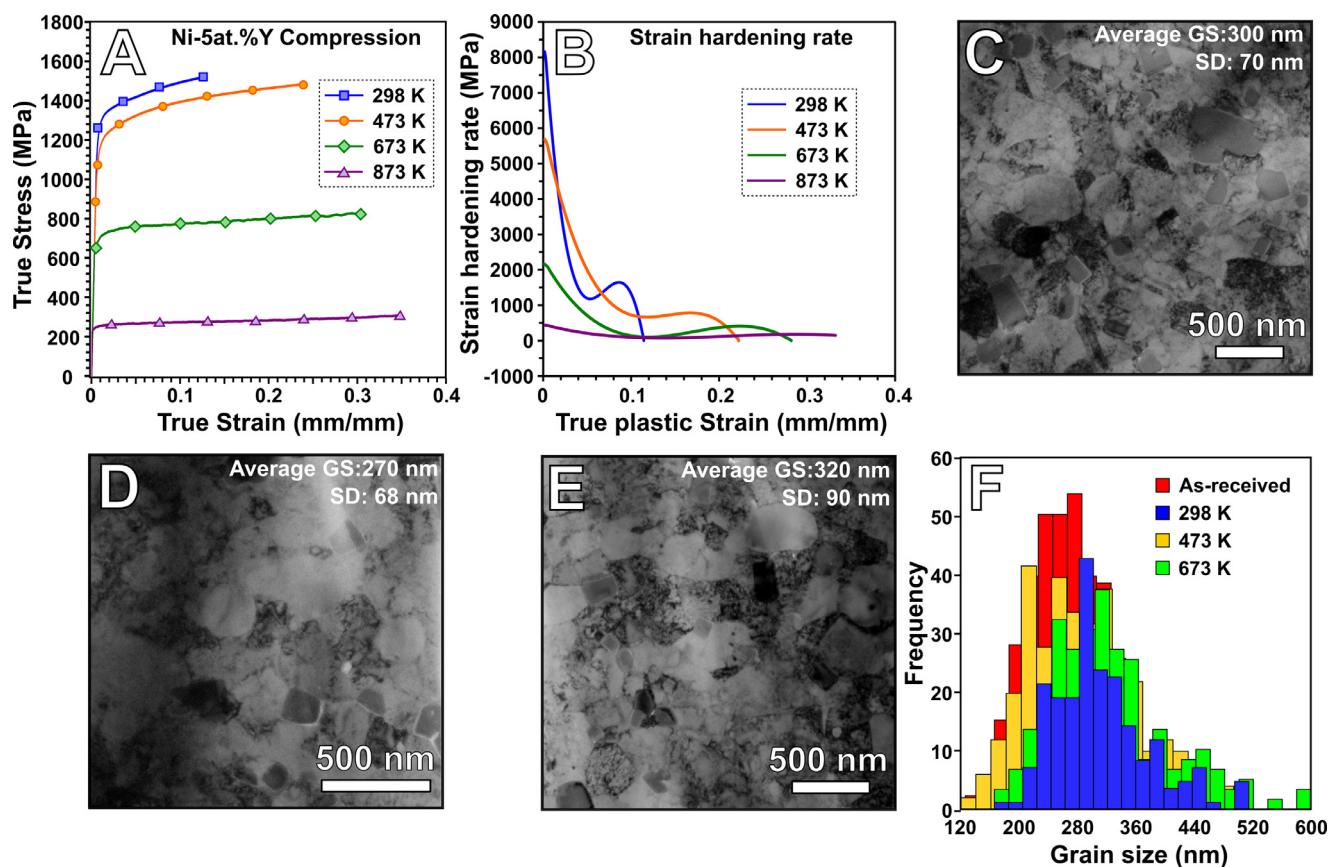 A
Ni-5at.%Y Compression
298 K
473 K
673 K
873 K
True Stress (MPa)
1800
1600
1400
1200
1000
800
600
400
200
0
0
0.1
0.2
0.3
0.4
True Strain (mm/mm)
B
Strain hardening rate
298 K
473 K
673 K
873 K
Strain hardening rate (MPa)
9000
8000
7000
6000
5000
4000
3000
2000
1000
0
-1000
0
0.1
0.2
0.3
0.4
True plastic Strain (mm/mm)
C
Average GS:300 nm
SD: 70 nm
500 nm
D
Average GS:270 nm
SD: 68 nm
500 nm
E
Average GS:320 nm
SD: 90 nm
500 nm
F
As-received
298 K
473 K
673 K
Frequency
60
50
40
30
20
10
0
120
200
280
360
440
520
600
Grain size (nm)